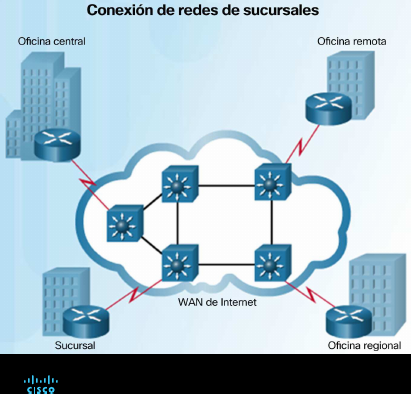 Conexión de redes de sucursales
Oficina central
Oficina remota
WAN de Internet
Sucursal
Oficina regional
CISCO